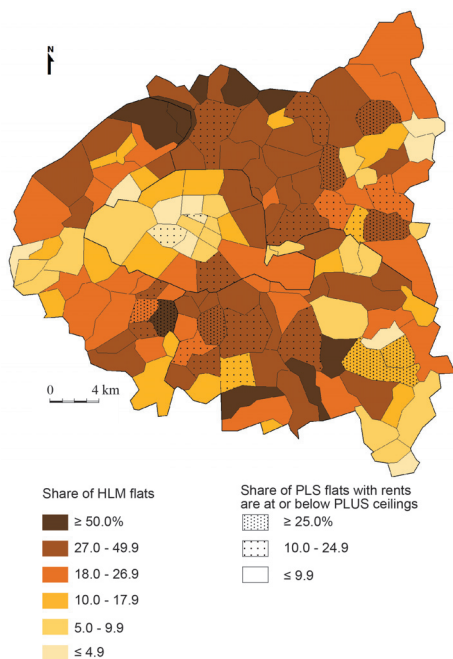 N
0 4 km
Share of HLM flats
≥ 50.0%
27.0 - 49.9
18.0 - 26.9
10.0 - 17.9
5.0 - 9.9
≤ 4.9
Share of PLS flats with rents
are at or below PLUS ceilings
≥ 25.0%
10.0 - 24.9
≤ 9.9